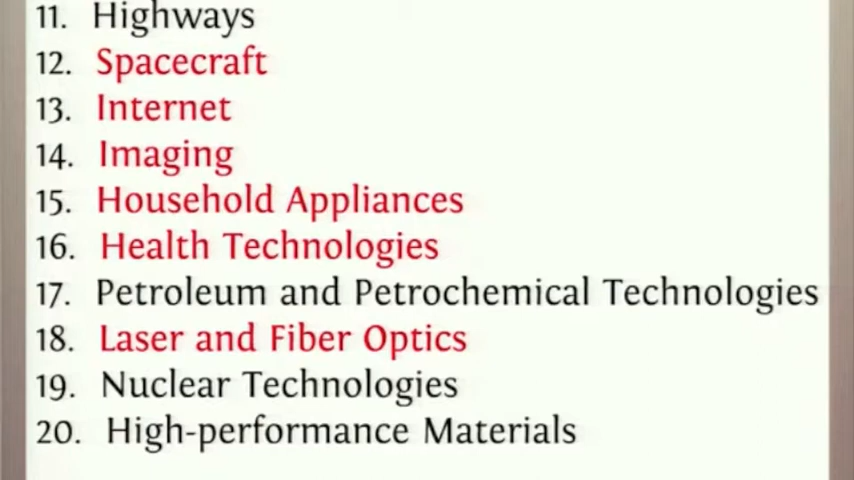 11. Highways
12. Spacecraft
13. Internet
14. Imaging
15. Household Appliances
16. Health Technologies
17. Petroleum and Petrochemical Technologies
18. Laser and Fiber Optics
19. Nuclear Technologies
20. High-performance Materials